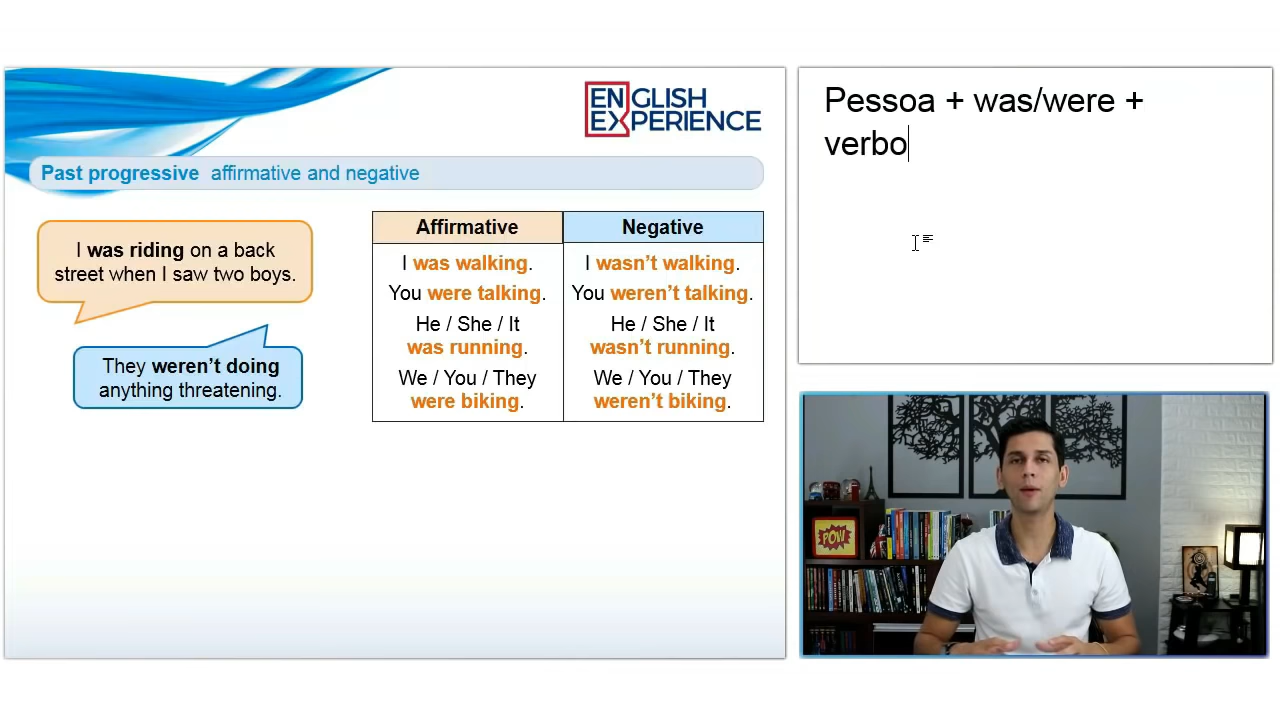 ENGLISH
EXPERIENCE
Past progressive affirmative and negative
I was riding on a back
street when I saw two boys.
They weren't doing
anything threatening.
Affirmative Negative
I was walking. I wasn't walking.
You were talking. You weren't talking.
He / She / It He / She / It
was running. wasn't running.
We / You / They We / You / They
were biking. weren't biking.
Pessoa + was/were +
verbo
POW